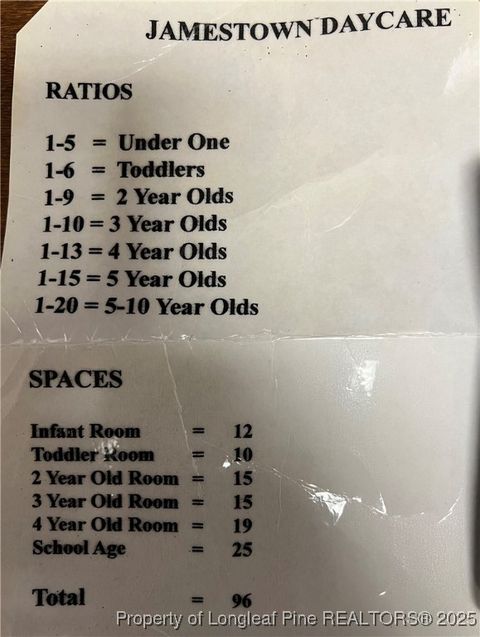 JAMESTOWN DAYCARE
RATIOS
1-5 = Under One
1-6 = Toddlers
1-9 = 2 Year Olds
1-10 = 3 Year Olds
1-13 = 4 Year Olds
1-15 = 5 Year Olds
1-20 = 5-10 Year Olds
SPACES
Infant Room = 12
Toddler Room = 10
2 Year Old Room = 15
3 Year Old Room = 15
4 Year Old Room = 19
School Age = 25
Total = 96
Property of Longleaf Pine REALTORS® 2025